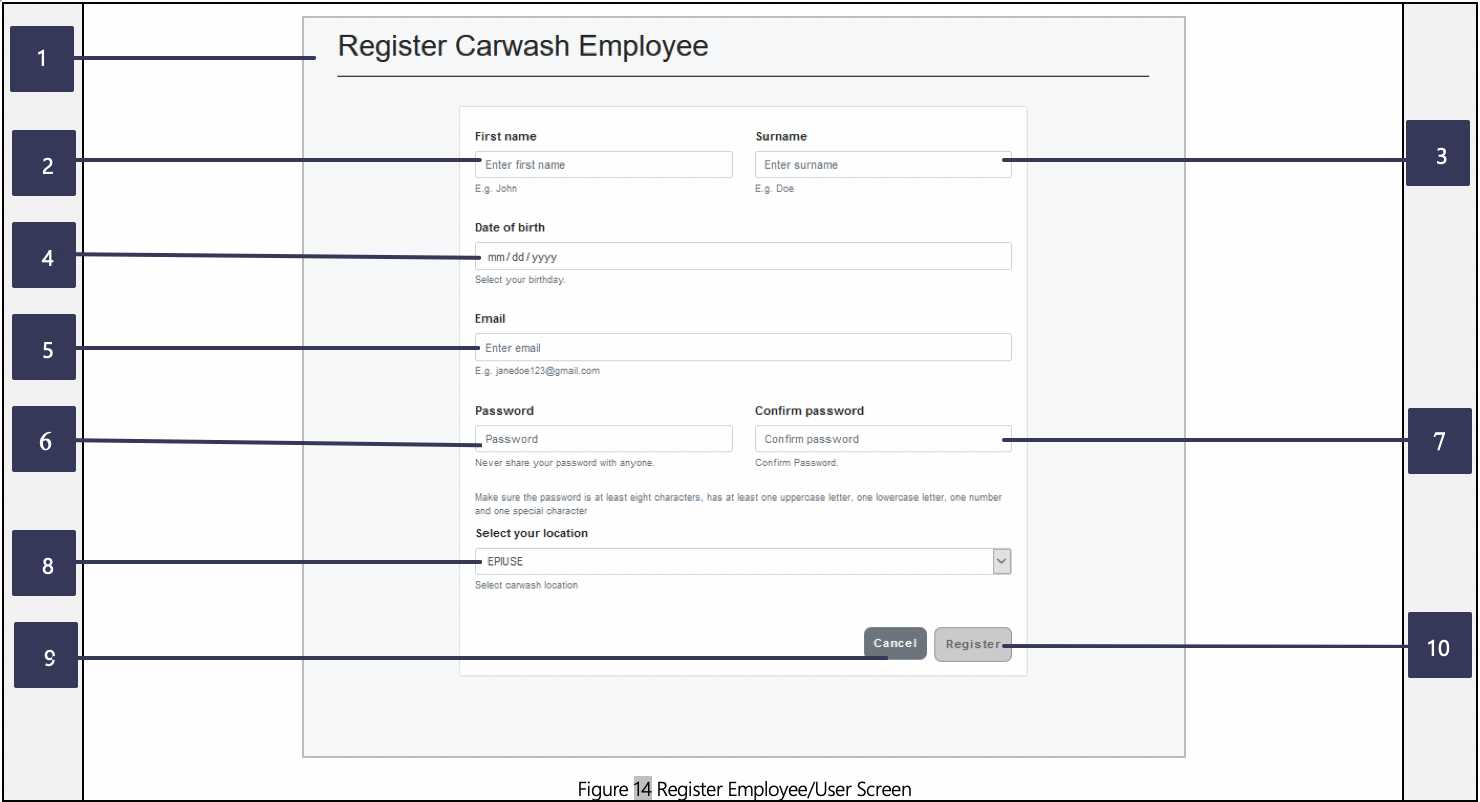 1
Register Carwash Employee
First name
Surname
2
Enter first name
Enter surname
3
E.g. John
E.g. Doe
Date of birth
4
mm/dd/yyyy
Select your birthday.
Email
5
Enter email
E.g. janedoe123@gmail.com
Password
Confirm password
6
Password
Confirm password
7
Never share your password with anyone.
Confirm Password.
Make sure the password is at least eight characters, has at least one uppercase letter, one lowercase letter, one number
and one special character
Select your location
8
EPIUSE
Select carwash location
9
Cancel
Register
10
Figure 14 Register Employee/User Screen